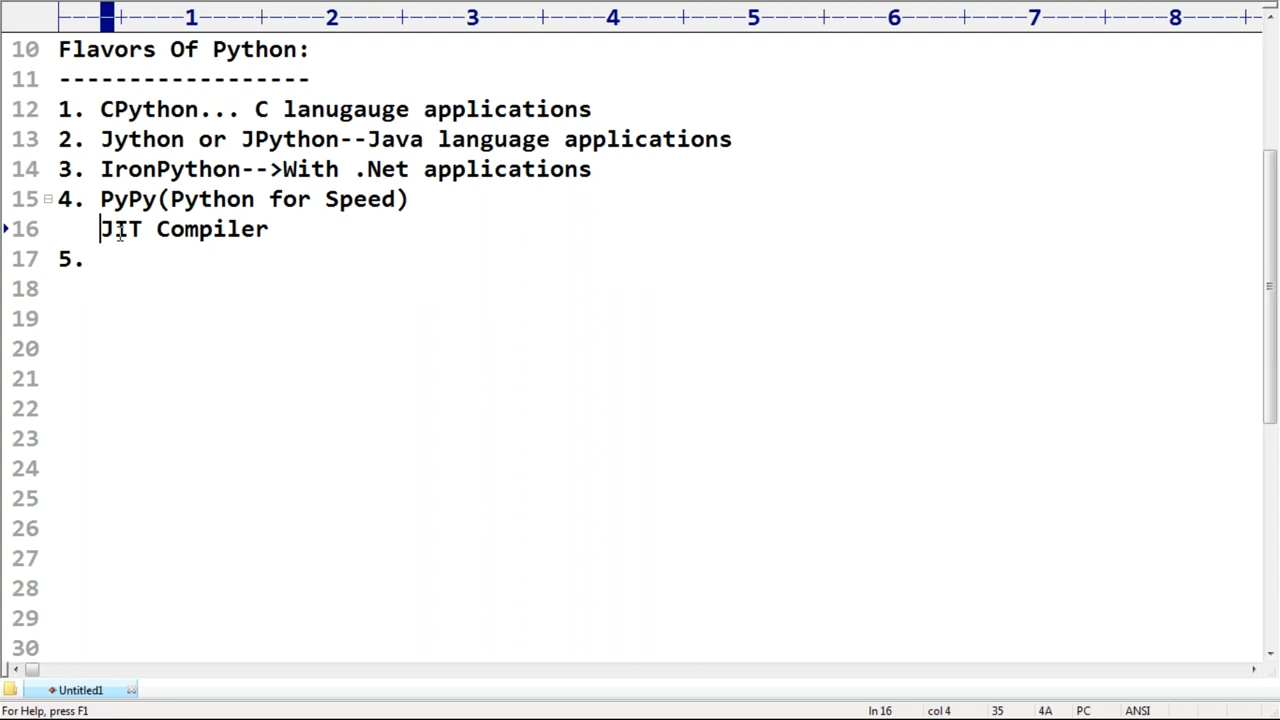 1 2 3 4 5 6 7 8
10 Flavors Of Python:
11 ------------------
12 1. CPython... C lanugauge applications
13 2. Jython or JPython--Java language applications
14 3. IronPython-->With .Net applications
15 4. PyPy(Python for Speed)
16 JIT Compiler
17 5.
18
19
20
21
22
23
24
25
26
27
28
29
30
Untitled1
For Help, press F1 ln 16 col 4 35 4A PC ANSI